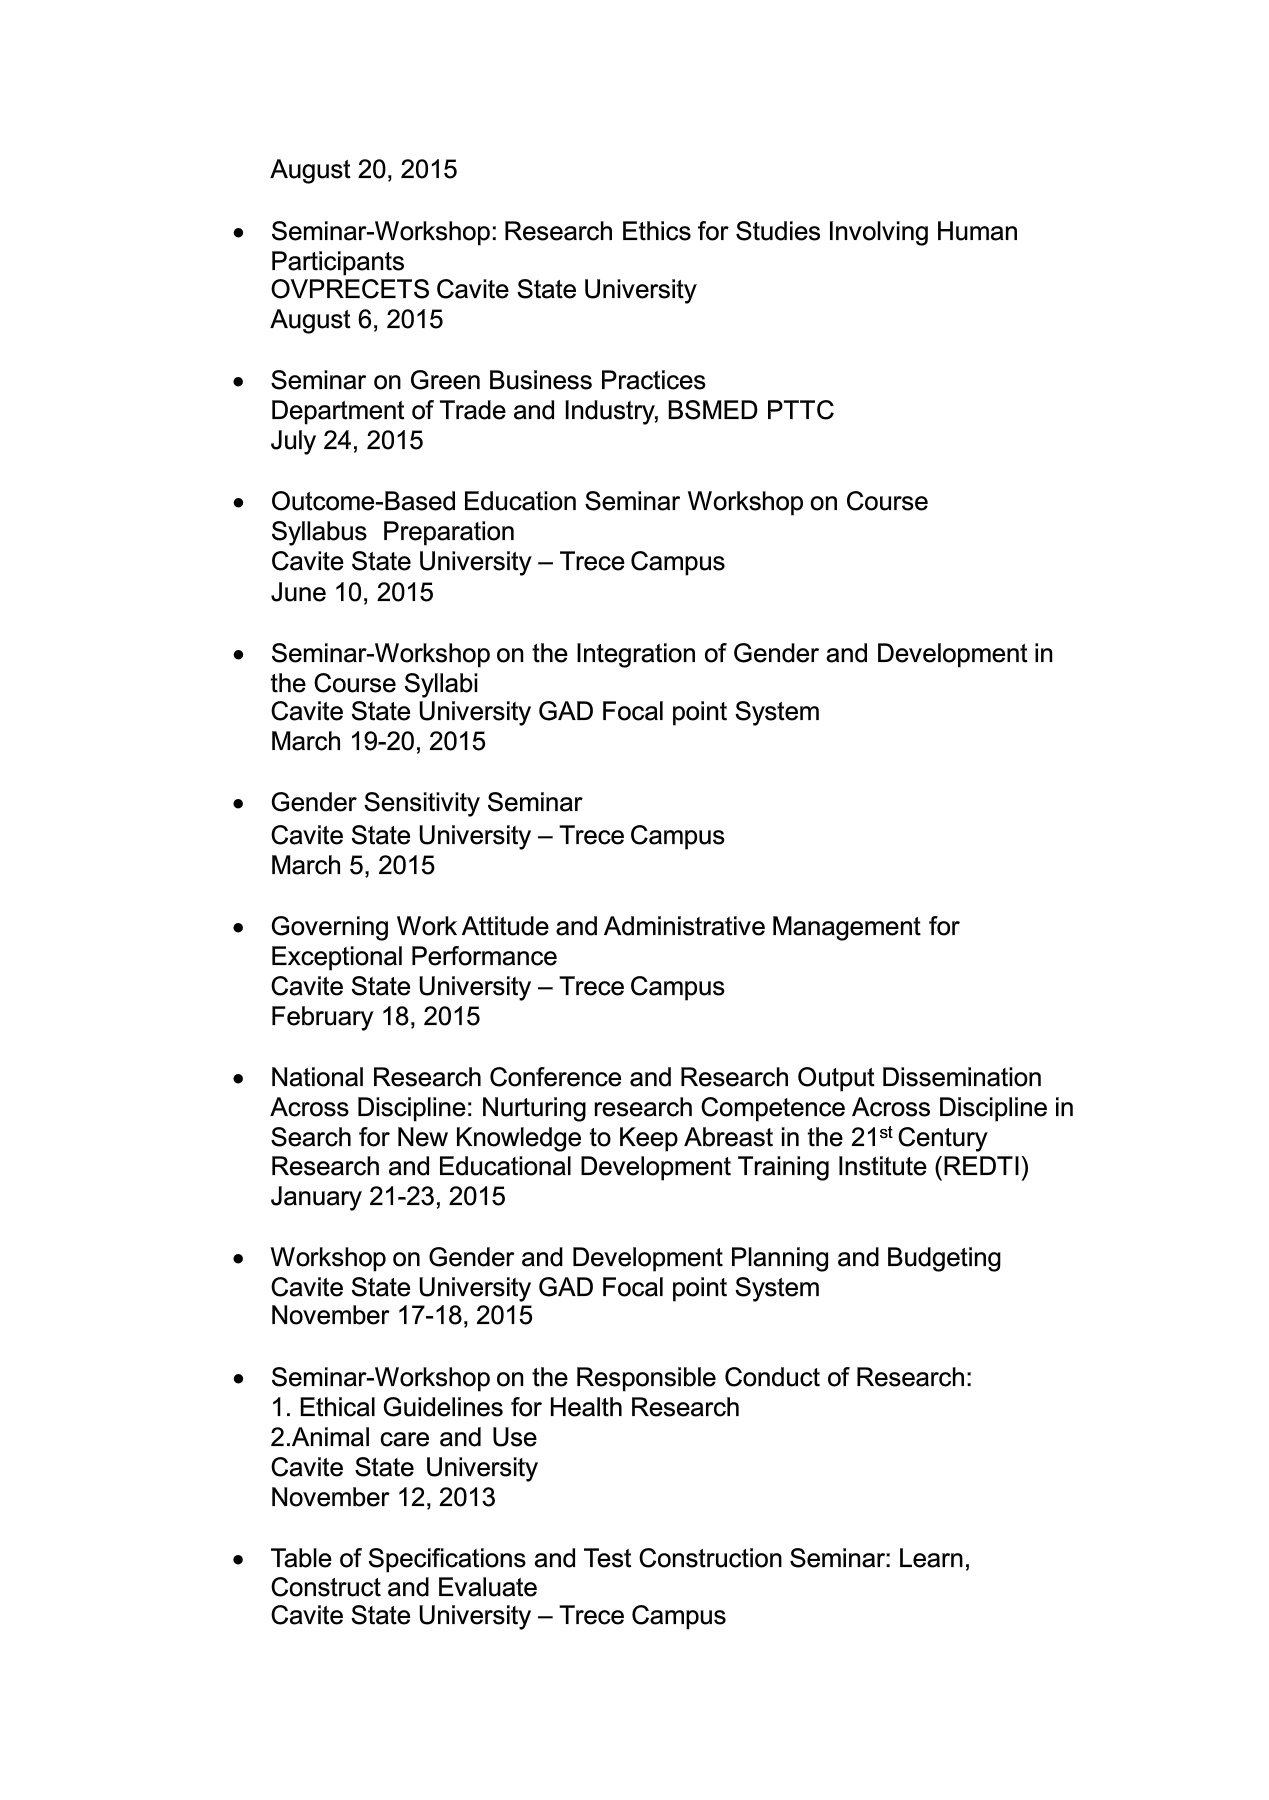 August 20, 2015
• Seminar-Workshop: Research Ethics for Studies Involving Human
Participants
OVPRECETS Cavite State University
August 6, 2015
• Seminar on Green Business Practices
Department of Trade and Industry, BSMED PTTC
July 24, 2015
• Outcome-Based Education Seminar Workshop on Course
Syllabus Preparation
Cavite State University – Trece Campus
June 10, 2015
• Seminar-Workshop on the Integration of Gender and Development in
the Course Syllabi
Cavite State University GAD Focal point System
March 19-20, 2015
• Gender Sensitivity Seminar
Cavite State University – Trece Campus
March 5, 2015
• Governing Work Attitude and Administrative Management for
Exceptional Performance
Cavite State University – Trece Campus
February 18, 2015
• National Research Conference and Research Output Dissemination
Across Discipline: Nurturing research Competence Across Discipline in
Search for New Knowledge to Keep Abreast in the 21st Century
Research and Educational Development Training Institute (REDTI)
January 21-23, 2015
• Workshop on Gender and Development Planning and Budgeting
Cavite State University GAD Focal point System
November 17-18, 2015
• Seminar-Workshop on the Responsible Conduct of Research:
1. Ethical Guidelines for Health Research
2.Animal care and Use
Cavite State University
November 12, 2013
• Table of Specifications and Test Construction Seminar: Learn,
Construct and Evaluate
Cavite State University – Trece Campus